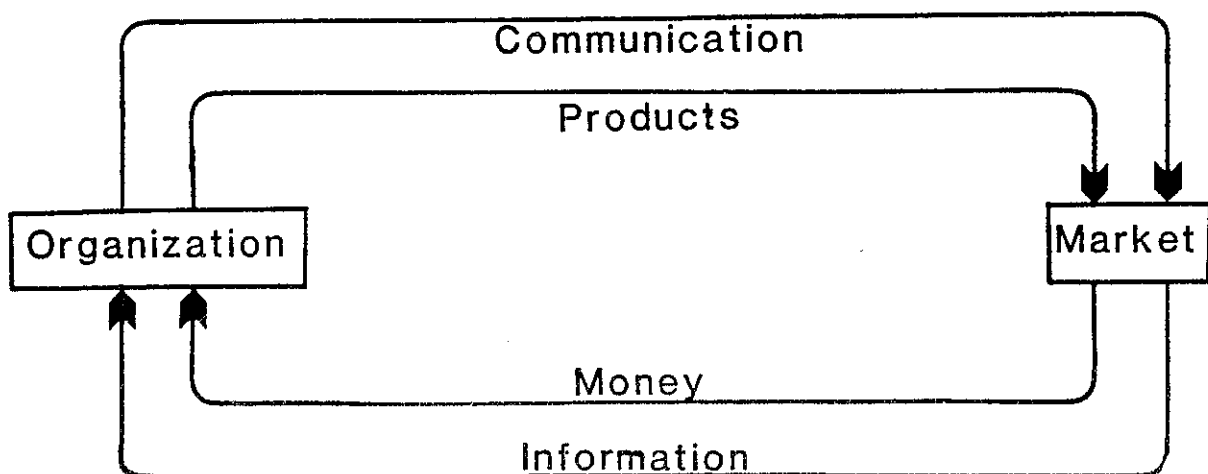 Communication
Products
Organization
Market
Money
Information